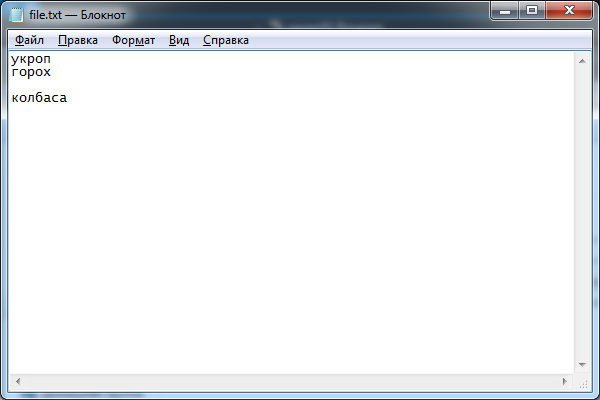 file.txt — Блокнот
Файл Правка Формат Вид Справка
укроп
горох
колбаса